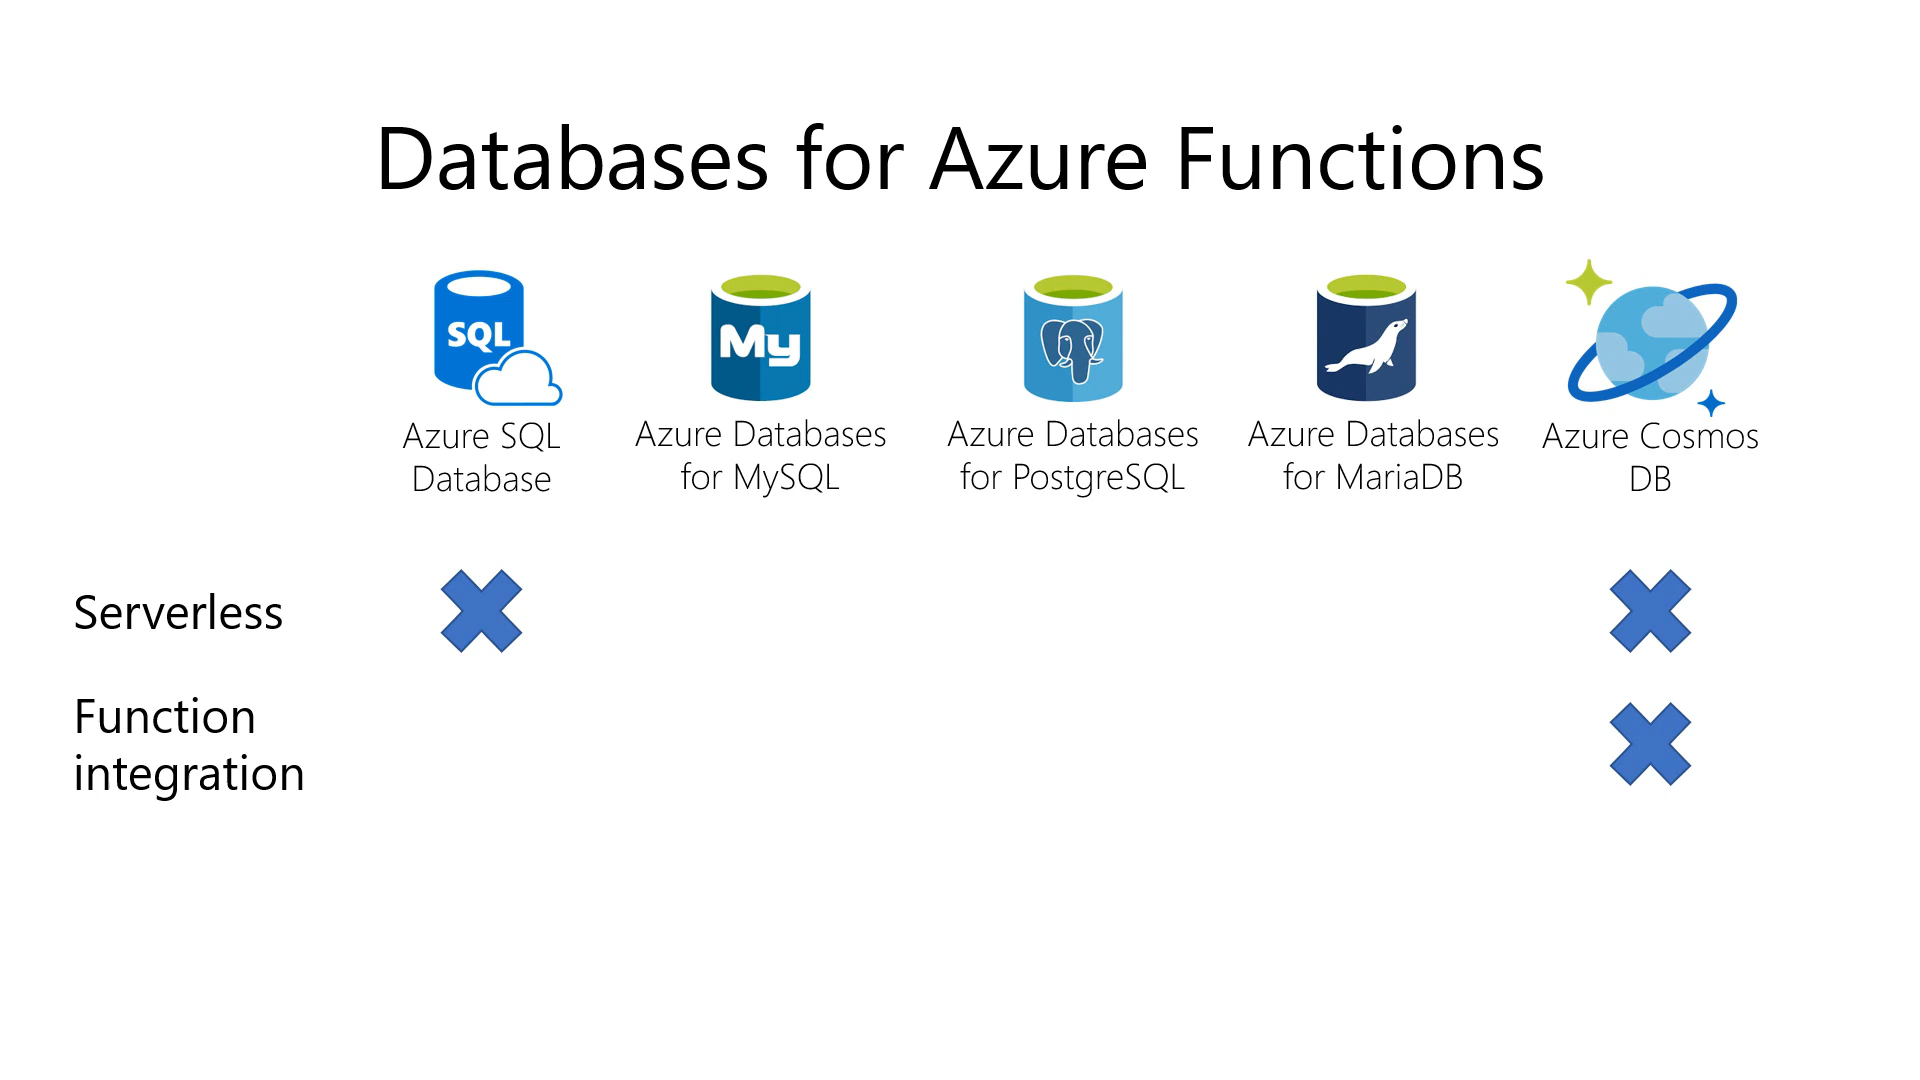 Databases for Azure Functions
SQL
My
Azure SQL
Database
Azure Databases
for MySQL
Azure Databases
for PostgreSQL
Azure Databases
for MariaDB
Azure Cosmos
DB
Serverless
Function
integration